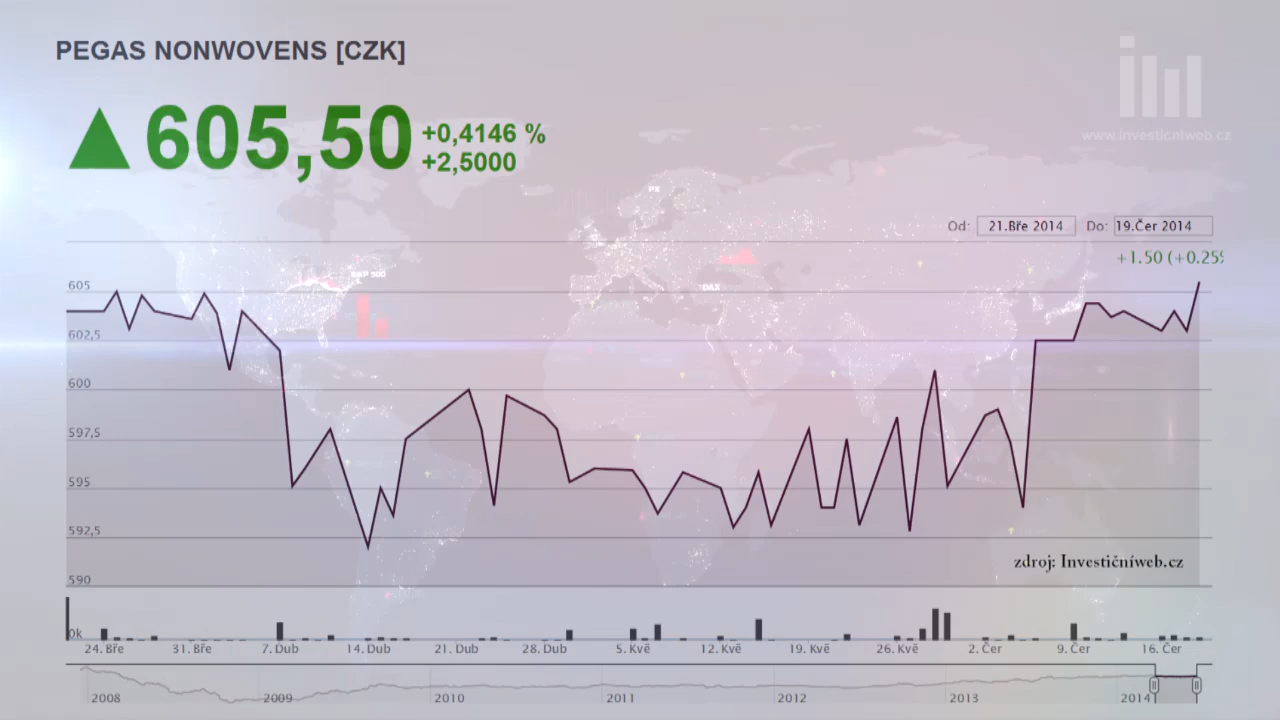 PEGAS NONWOVENS [CZK]
605,50
+0,4146 %
+2,5000
www.investičníweb.cz
PX
S&P 500
DAX
Od: 21.Bře 2014 Do: 19.Čer 2014
+1.50 (+0.25%
605
602,5
600
597,5
595
592,5
590
zdroj: Investičníweb.cz
0k
24. Bře 31. Bře 7. Dub 14. Dub 21. Dub 28. Dub 5. Kvě 12. Kvě 19. Kvě 26. Kvě 2. Čer 9. Čer 16. Čer
2008 2009 2010 2011 2012 2013 2014